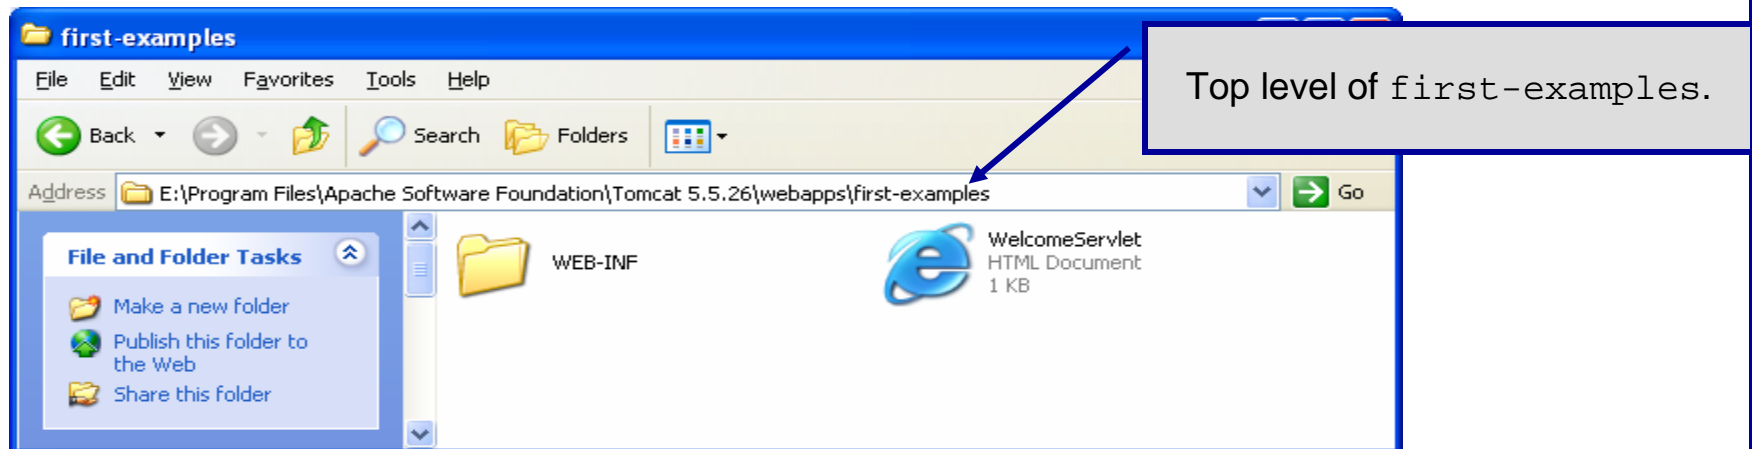 first-examples
Top level of first-examples.
File Edit View Favorites Tools Help
Back Search Folders
Address E:\Program Files\Apache Software Foundation\Tomcat 5.5.26\webapps\first-examples Go
File and Folder Tasks
Make a new folder
Publish this folder to
the Web
Share this folder
WEB-INF
WelcomeServlet
HTML Document
1 KB